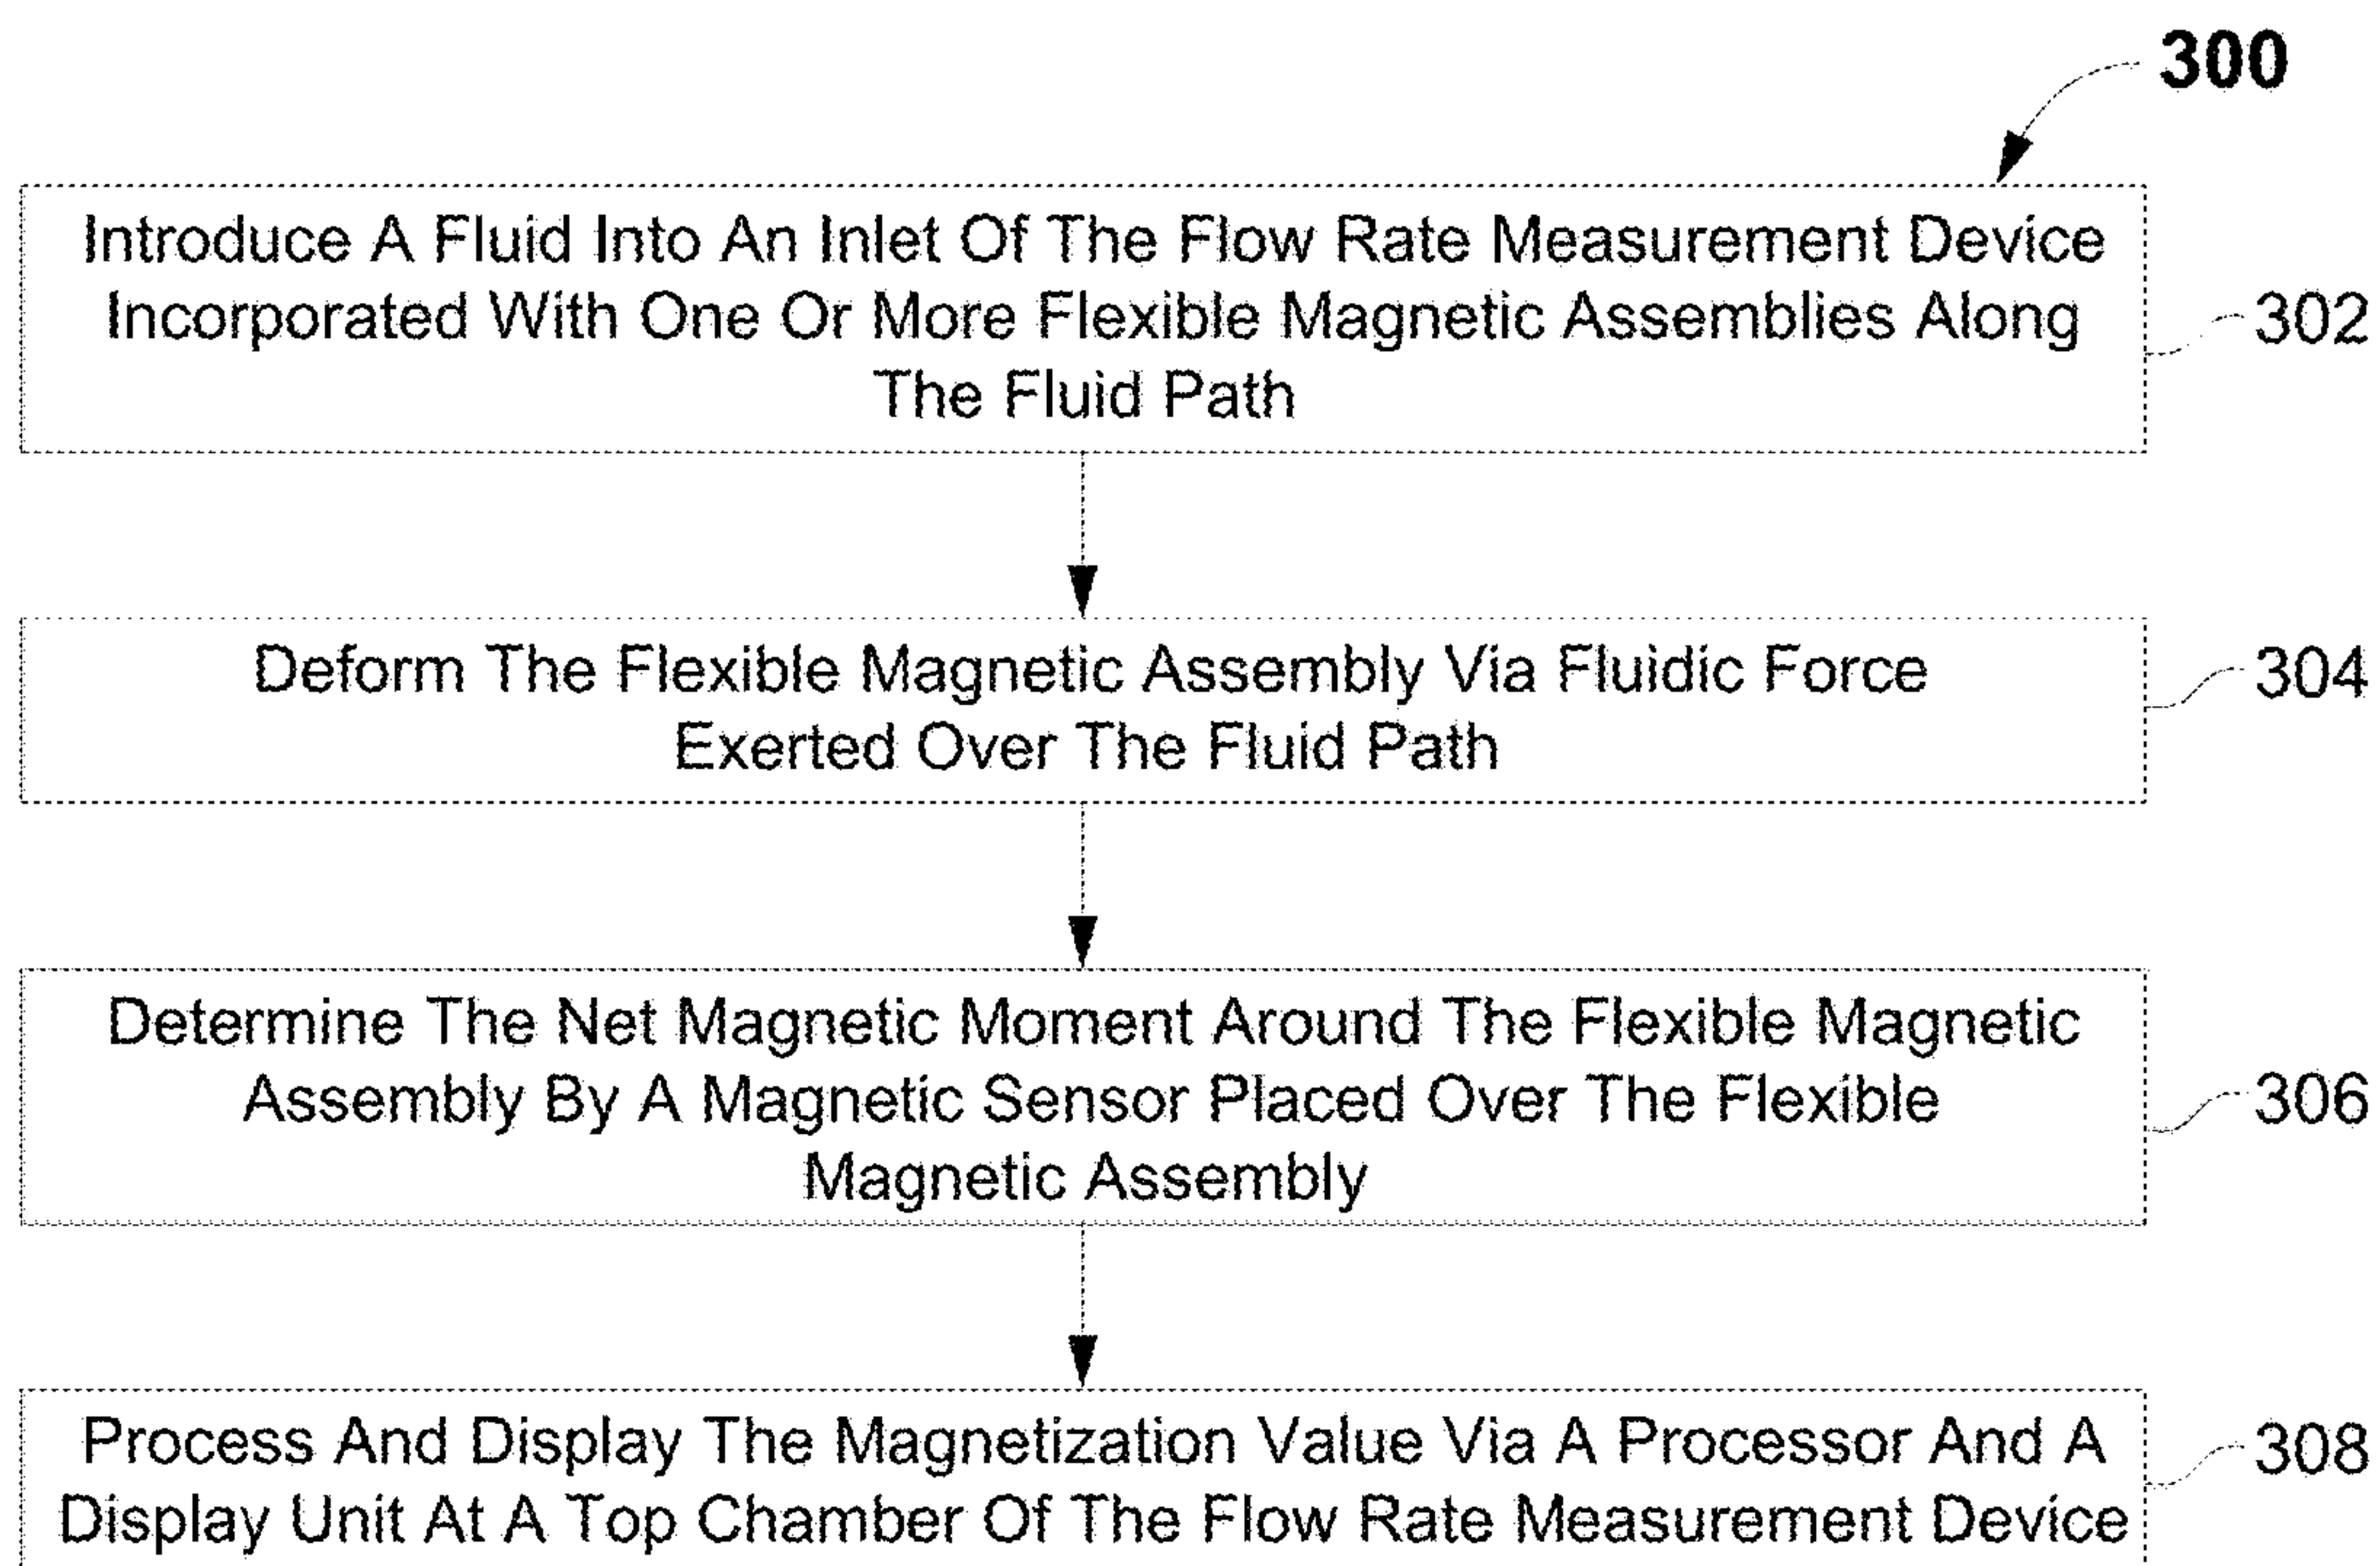 300
Introduce A Fluid Into An Inlet Of The Flow Rate Measurement Device
Incorporated With One Or More Flexible Magnetic Assemblies Along
The Fluid Path
302
Deform The Flexible Magnetic Assembly Via Fluidic Force
Exerted Over The Fluid Path
304
Determine The Net Magnetic Moment Around The Flexible Magnetic
Assembly By A Magnetic Sensor Placed Over The Flexible
Magnetic Assembly
306
Process And Display The Magnetization Value Via A Processor And A
Display Unit At A Top Chamber Of The Flow Rate Measurement Device
308